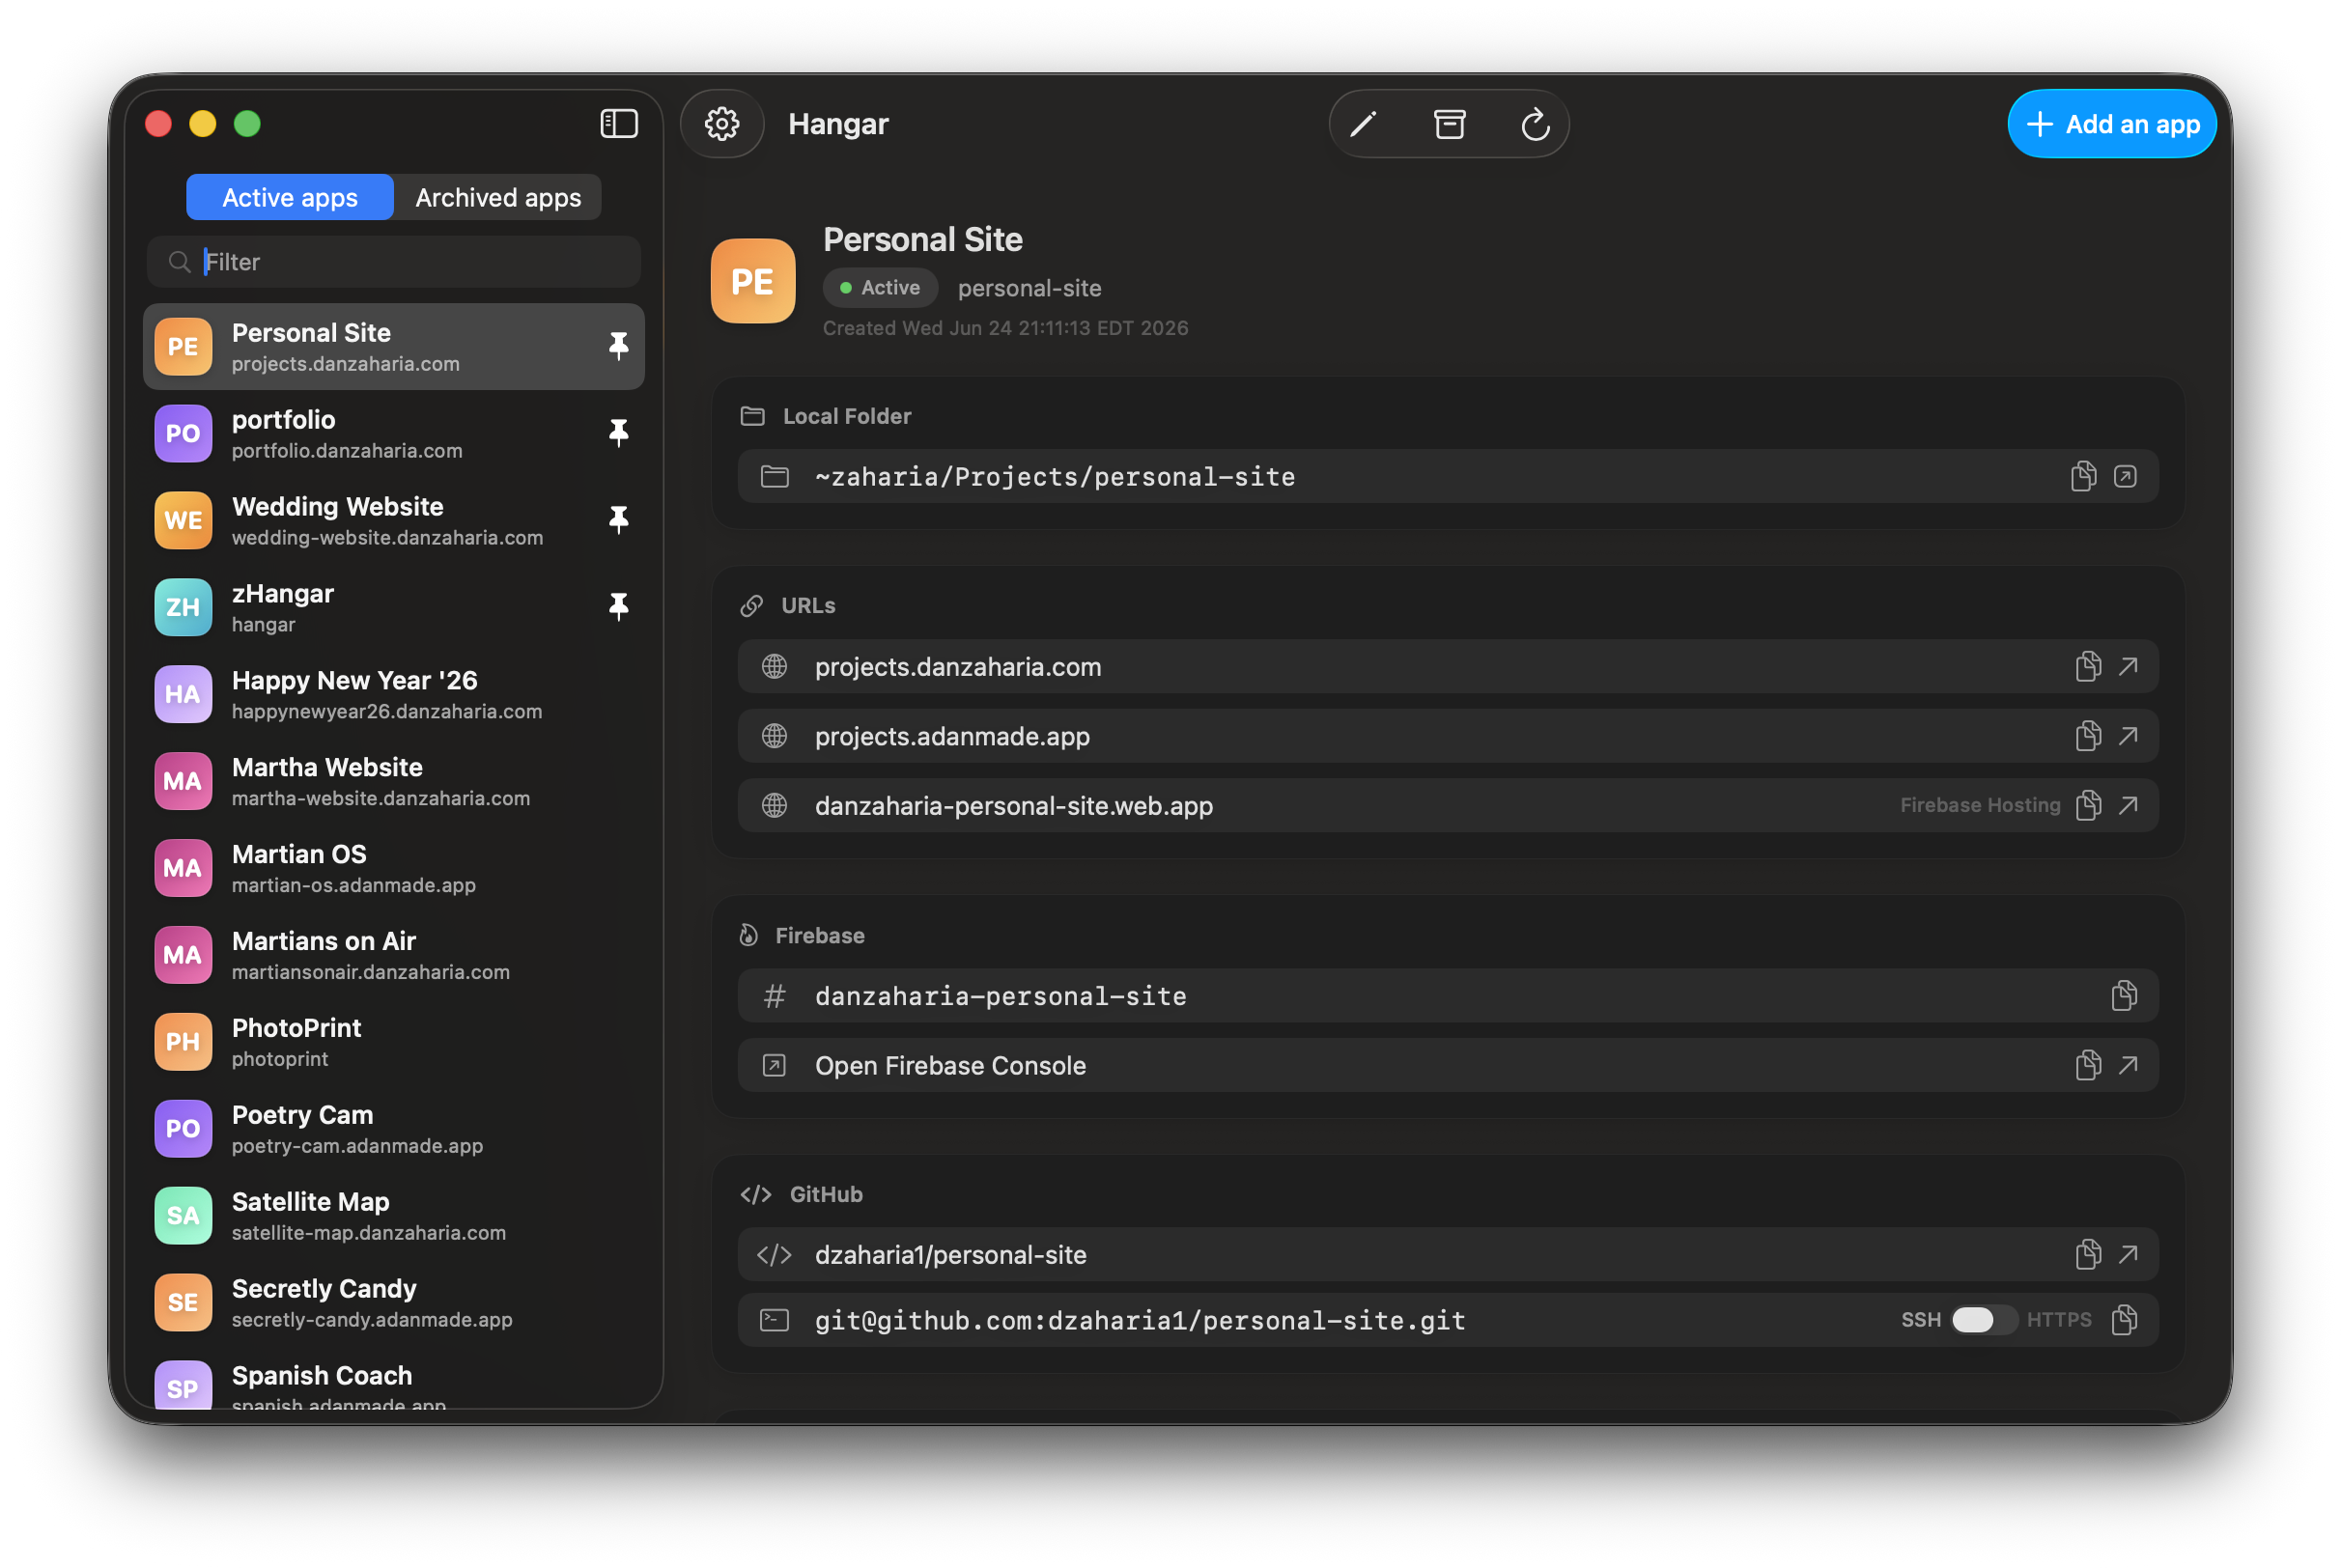 Hangar
Add an app
Active apps
Archived apps
Filter
PE
Personal Site
projects.danzaharia.com
PO
portfolio
portfolio.danzaharia.com
WE
Wedding Website
wedding-website.danzaharia.com
ZH
zHangar
hangar
HA
Happy New Year '26
happynewyear26.danzaharia.com
MA
Martha Website
martha-website.danzaharia.com
MA
Martian OS
martian-os.adanmade.app
MA
Martians on Air
martiansonair.danzaharia.com
PH
PhotoPrint
photoprint
PO
Poetry Cam
poetry-cam.adanmade.app
SA
Satellite Map
satellite-map.danzaharia.com
SE
Secretly Candy
secretly-candy.adanmade.app
SP
Spanish Coach
spanish.adanmade.app
PE
Personal Site
Active personal-site
Created Wed Jun 24 21:11:13 EDT 2026
Local Folder
~zaharia/Projects/personal-site
URLs
projects.danzaharia.com
projects.adanmade.app
danzaharia-personal-site.web.app Firebase Hosting
Firebase
# danzaharia-personal-site
Open Firebase Console
</> GitHub
</> dzaharia1/personal-site
git@github.com:dzaharia1/personal-site.git SSH HTTPS